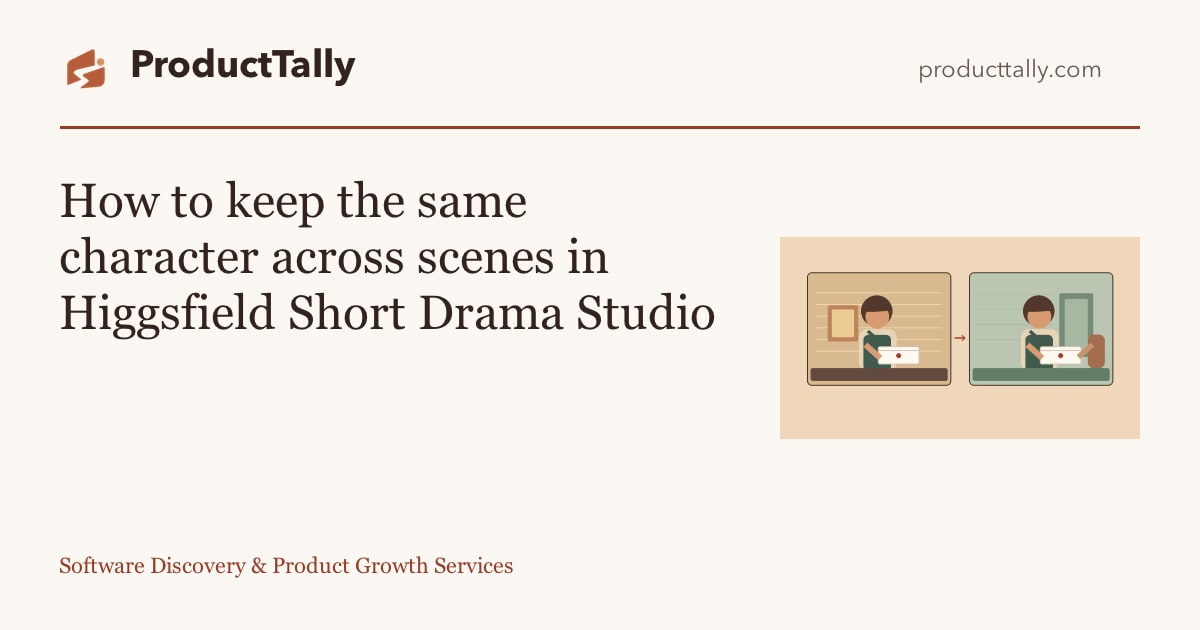 ProductTally
producttally.com
How to keep the same
character across scenes in
Higgsfield Short Drama Studio
Software Discovery & Product Growth Services